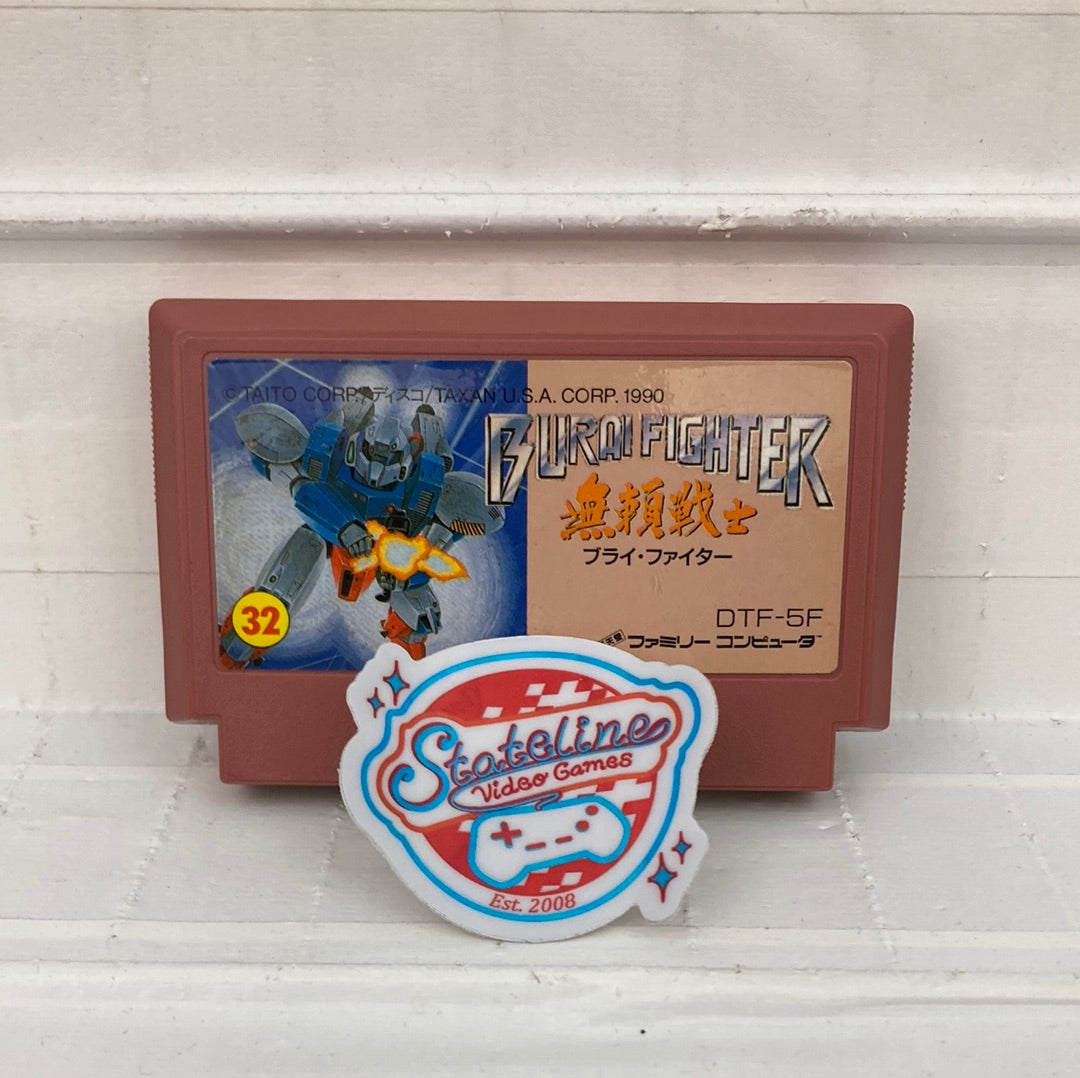 ©TAITO CORP./ディスコ/TAXAN U.S.A. CORP. 1990
BURAI FIGHTER
無頼戦士
ブライ・ファイター
32
DTF-5F
ファミリー コンピュータ™
Stateline
Video Games
Est. 2008